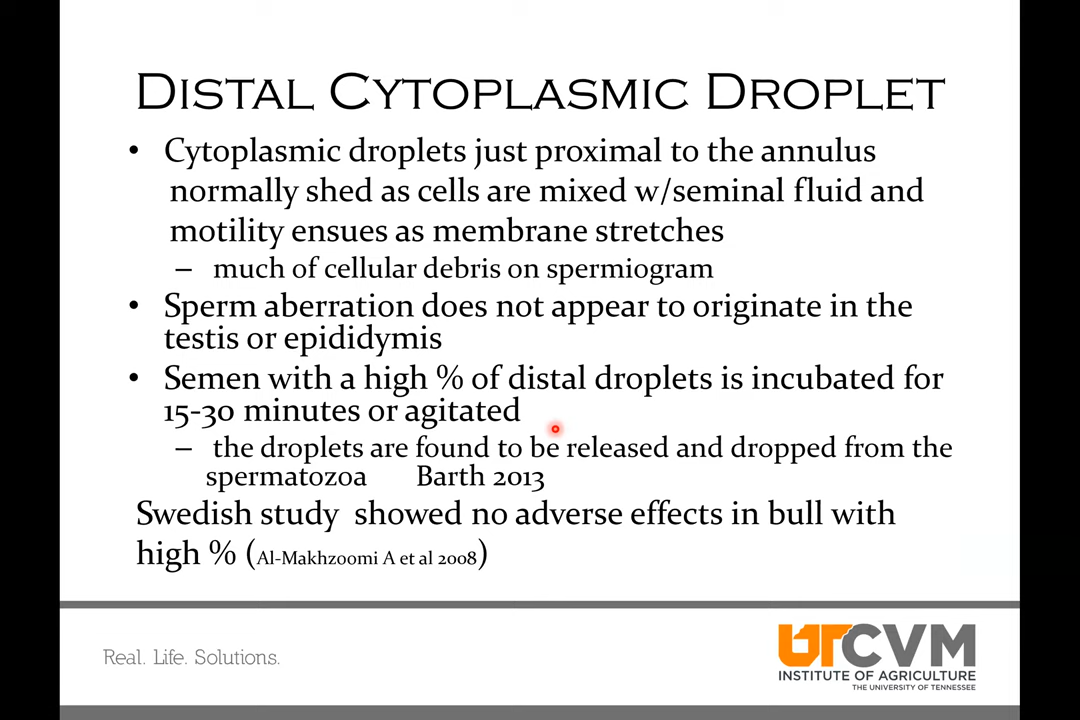 Distal Cytoplasmic Droplet
• Cytoplasmic droplets just proximal to the annulus
normally shed as cells are mixed w/seminal fluid and
motility ensues as membrane stretches
– much of cellular debris on spermiogram
• Sperm aberration does not appear to originate in the
testis or epididymis
• Semen with a high % of distal droplets is incubated for
15-30 minutes or agitated
– the droplets are found to be released and dropped from the
spermatozoa Barth 2013
Swedish study showed no adverse effects in bull with
high % (Al-Makhzoomi A et al 2008)
Real. Life. Solutions.
UTCVM
INSTITUTE OF AGRICULTURE
THE UNIVERSITY OF TENNESSEE